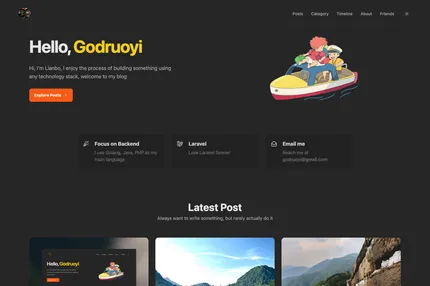 Posts Category Timeline About Friends
Hello, Godruoyi
Hi, I'm Lianbo, I enjoy the process of building something using
any technology stack, welcome to my blog
Explore Posts
Focus on Backend
I use Golang, Java, PHP as my
main language.
Laravel
Love Laravel forever
Email me
Reach me at
godruoyi@gmail.com
Latest Post
Always want to write something, but rarely actually do it
Hello, Godruoyi